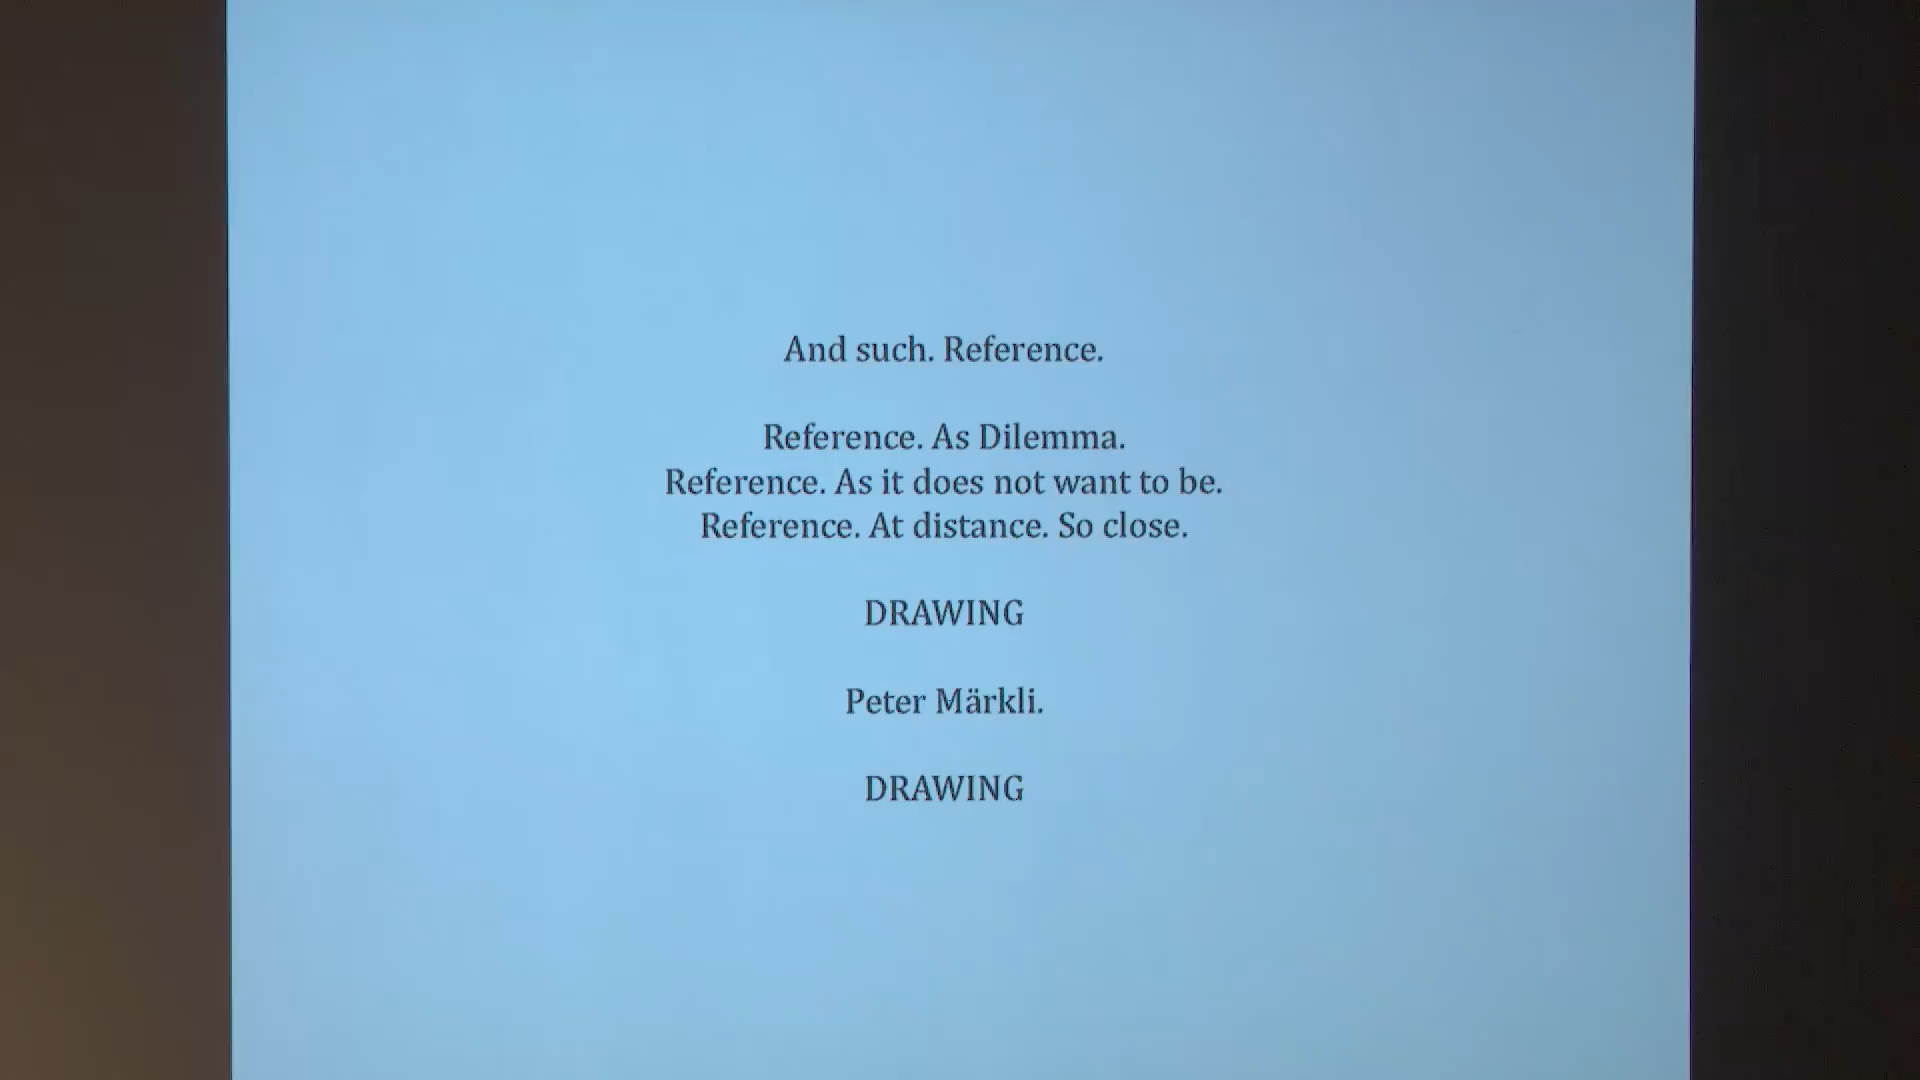 And such. Reference.
Reference. As Dilemma.
Reference. As it does not want to be.
Reference. At distance. So close.
DRAWING
Peter Märkli.
DRAWING